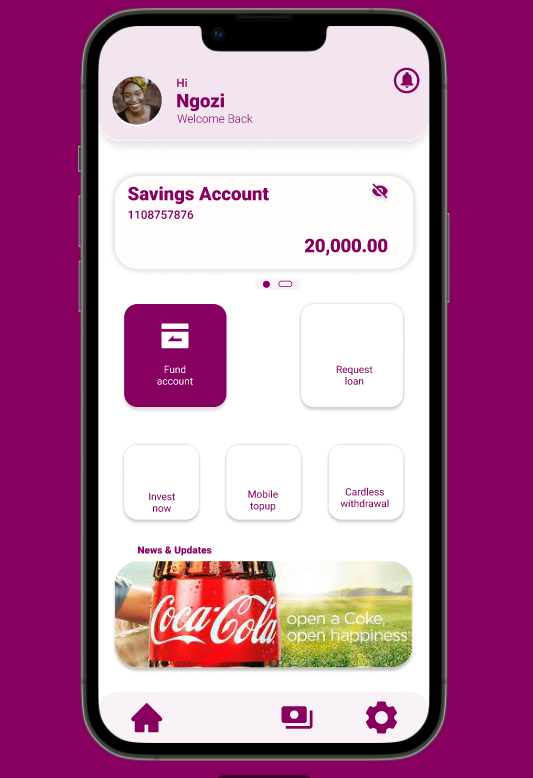 Hi
Ngozi
Welcome Back
Savings Account
1108757876
20,000.00
Fund
account
Request
loan
Invest
now
Mobile
topup
Cardless
withdrawal
News & Updates
Coca-Cola
open a Coke,
open happiness